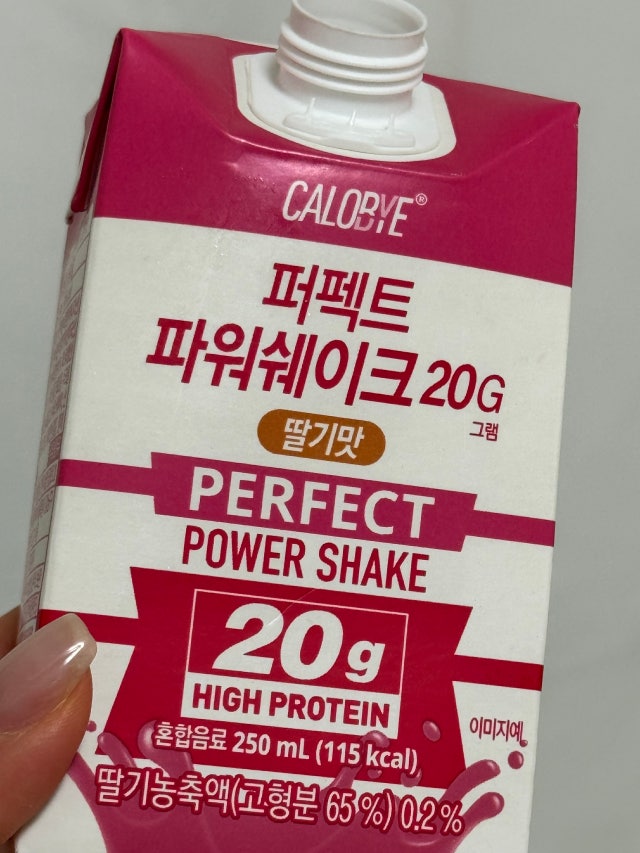 CALOBYE®
퍼펙트
파워쉐이크 20G
그램
딸기맛
PERFECT
POWER SHAKE
20g
HIGH PROTEIN
이미지예
혼합음료 250 mL (115 kcal)
딸기농축액(고형분 65 %) 0.2 %